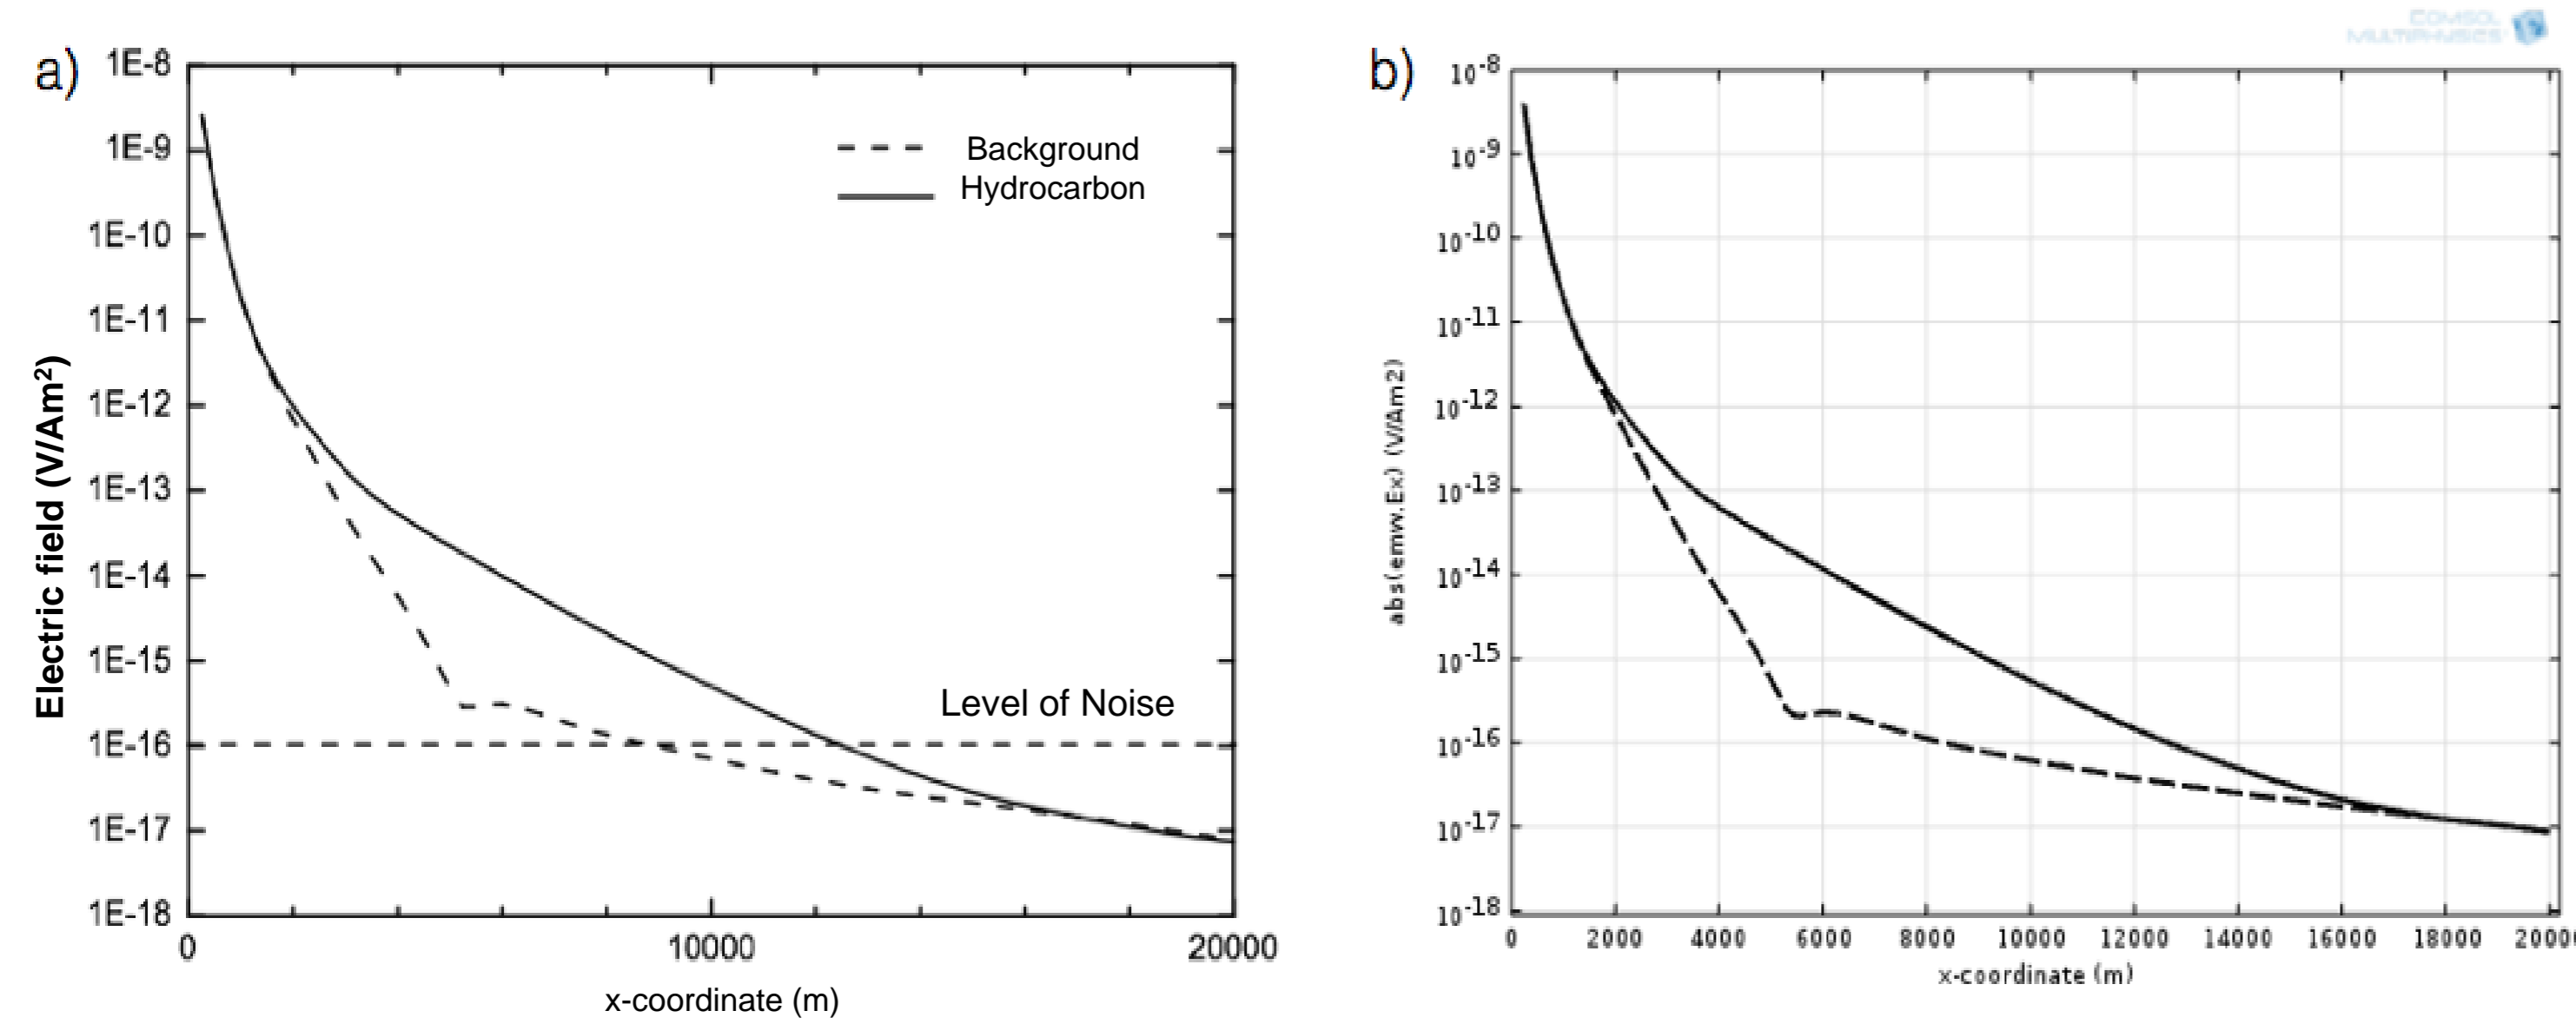 a)
Electric field (V/Am²)
1E-8
1E-9
1E-10
1E-11
1E-12
1E-13
1E-14
1E-15
1E-16
1E-17
1E-18
Background
Hydrocarbon
Level of Noise
0 10000 20000
x-coordinate (m)
COMSOL
MULTIPHYSICS
b)
abs(emw.Ex) (V/Am2)
10-8
10-9
10-10
10-11
10-12
10-13
10-14
10-15
10-16
10-17
10-18
0 2000 4000 6000 8000 10000 12000 14000 16000 18000 2000
x-coordinate (m)